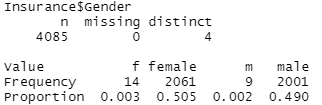 Insurance$Gender
n missing distinct
4085 0 4
Value f female m male
Frequency 14 2061 9 2001
Proportion 0.003 0.505 0.002 0.490